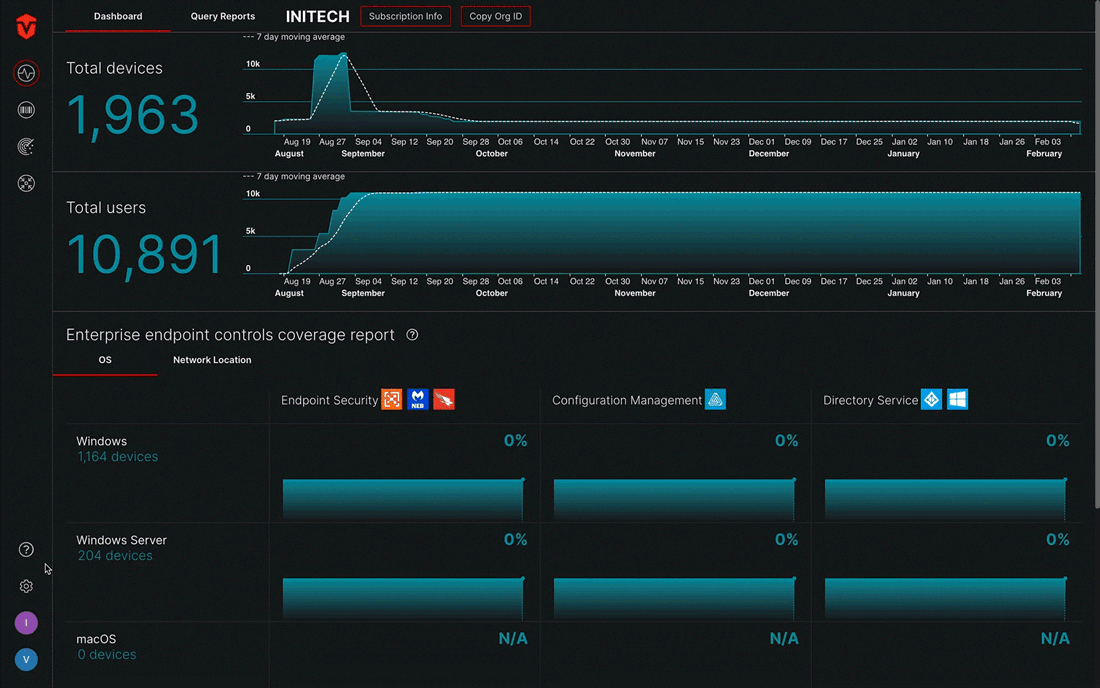 Dashboard
Query Reports
INITECH
Subscription Info
Copy Org ID
--- 7 day moving average
Total devices
1,963
10k
5k
0
Aug 19 Aug 27 Sep 04 Sep 12 Sep 20 Sep 28 Oct 06 Oct 14 Oct 22 Oct 30 Nov 07 Nov 15 Nov 23 Dec 01 Dec 09 Dec 17 Dec 25 Jan 02 Jan 10 Jan 18 Jan 26 Feb 03
August September October November December January February
--- 7 day moving average
Total users
10,891
10k
5k
0
Aug 19 Aug 27 Sep 04 Sep 12 Sep 20 Sep 28 Oct 06 Oct 14 Oct 22 Oct 30 Nov 07 Nov 15 Nov 23 Dec 01 Dec 09 Dec 17 Dec 25 Jan 02 Jan 10 Jan 18 Jan 26 Feb 03
August September October November December January February
Enterprise endpoint controls coverage report ?
OS
Network Location
Endpoint Security NEB
Configuration Management
Directory Service
Windows
1,164 devices
0% 0% 0%
Windows Server
204 devices
0% 0% 0%
macOS
0 devices
N/A N/A N/A
?
I
V